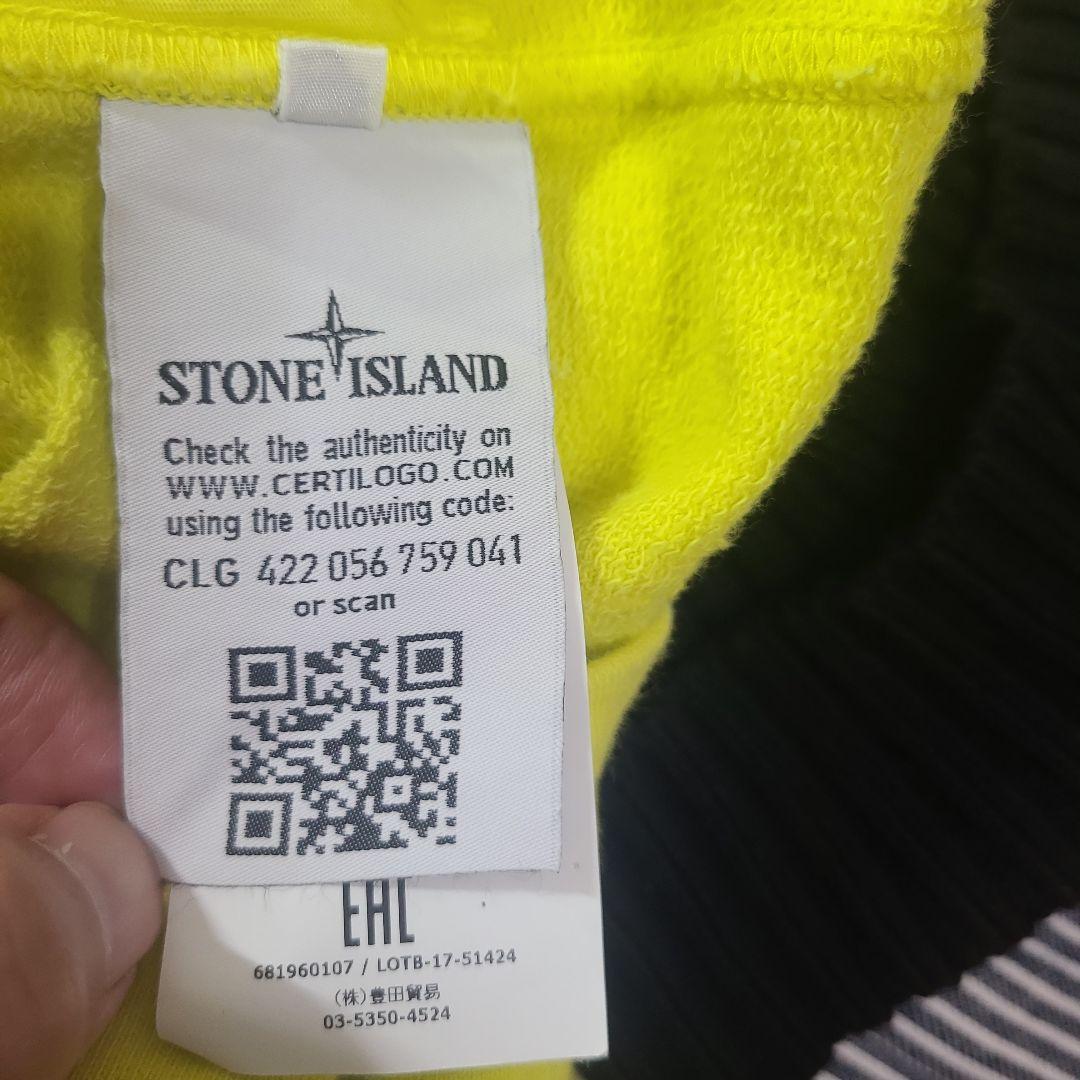 STONE ISLAND
Check the authenticity on
WWW.CERTILOGO.COM
using the following code:
CLG 422 056 759 041
or scan
EAC
681960107 / LOTB-17-51424
(株)豊田貿易
03-5350-4524